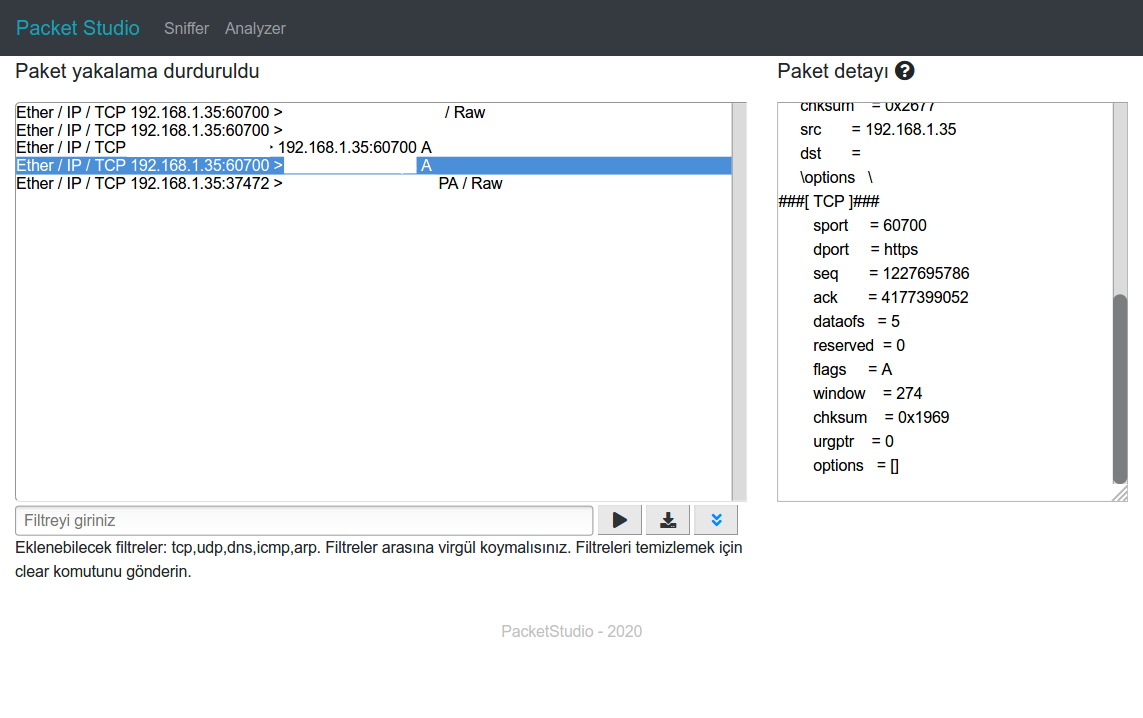 Packet Studio Sniffer Analyzer
Paket yakalama durduruldu
Ether / IP / TCP 192.168.1.35:60700 > / Raw
Ether / IP / TCP 192.168.1.35:60700 >
Ether / IP / TCP 192.168.1.35:60700 A
Ether / IP / TCP 192.168.1.35:60700 > A
Ether / IP / TCP 192.168.1.35:37472 > PA / Raw
Filtreyi giriniz
Eklenebilecek filtreler: tcp,udp,dns,icmp,arp. Filtreler arasına virgül koymalısınız. Filtreleri temizlemek için
clear komutunu gönderin.
Paket detayı ?
chksum = 0x2677
src = 192.168.1.35
dst =
\options \
###[ TCP ]###
sport = 60700
dport = https
seq = 1227695786
ack = 4177399052
dataofs = 5
reserved = 0
flags = A
window = 274
chksum = 0x1969
urgptr = 0
options = []
PacketStudio - 2020